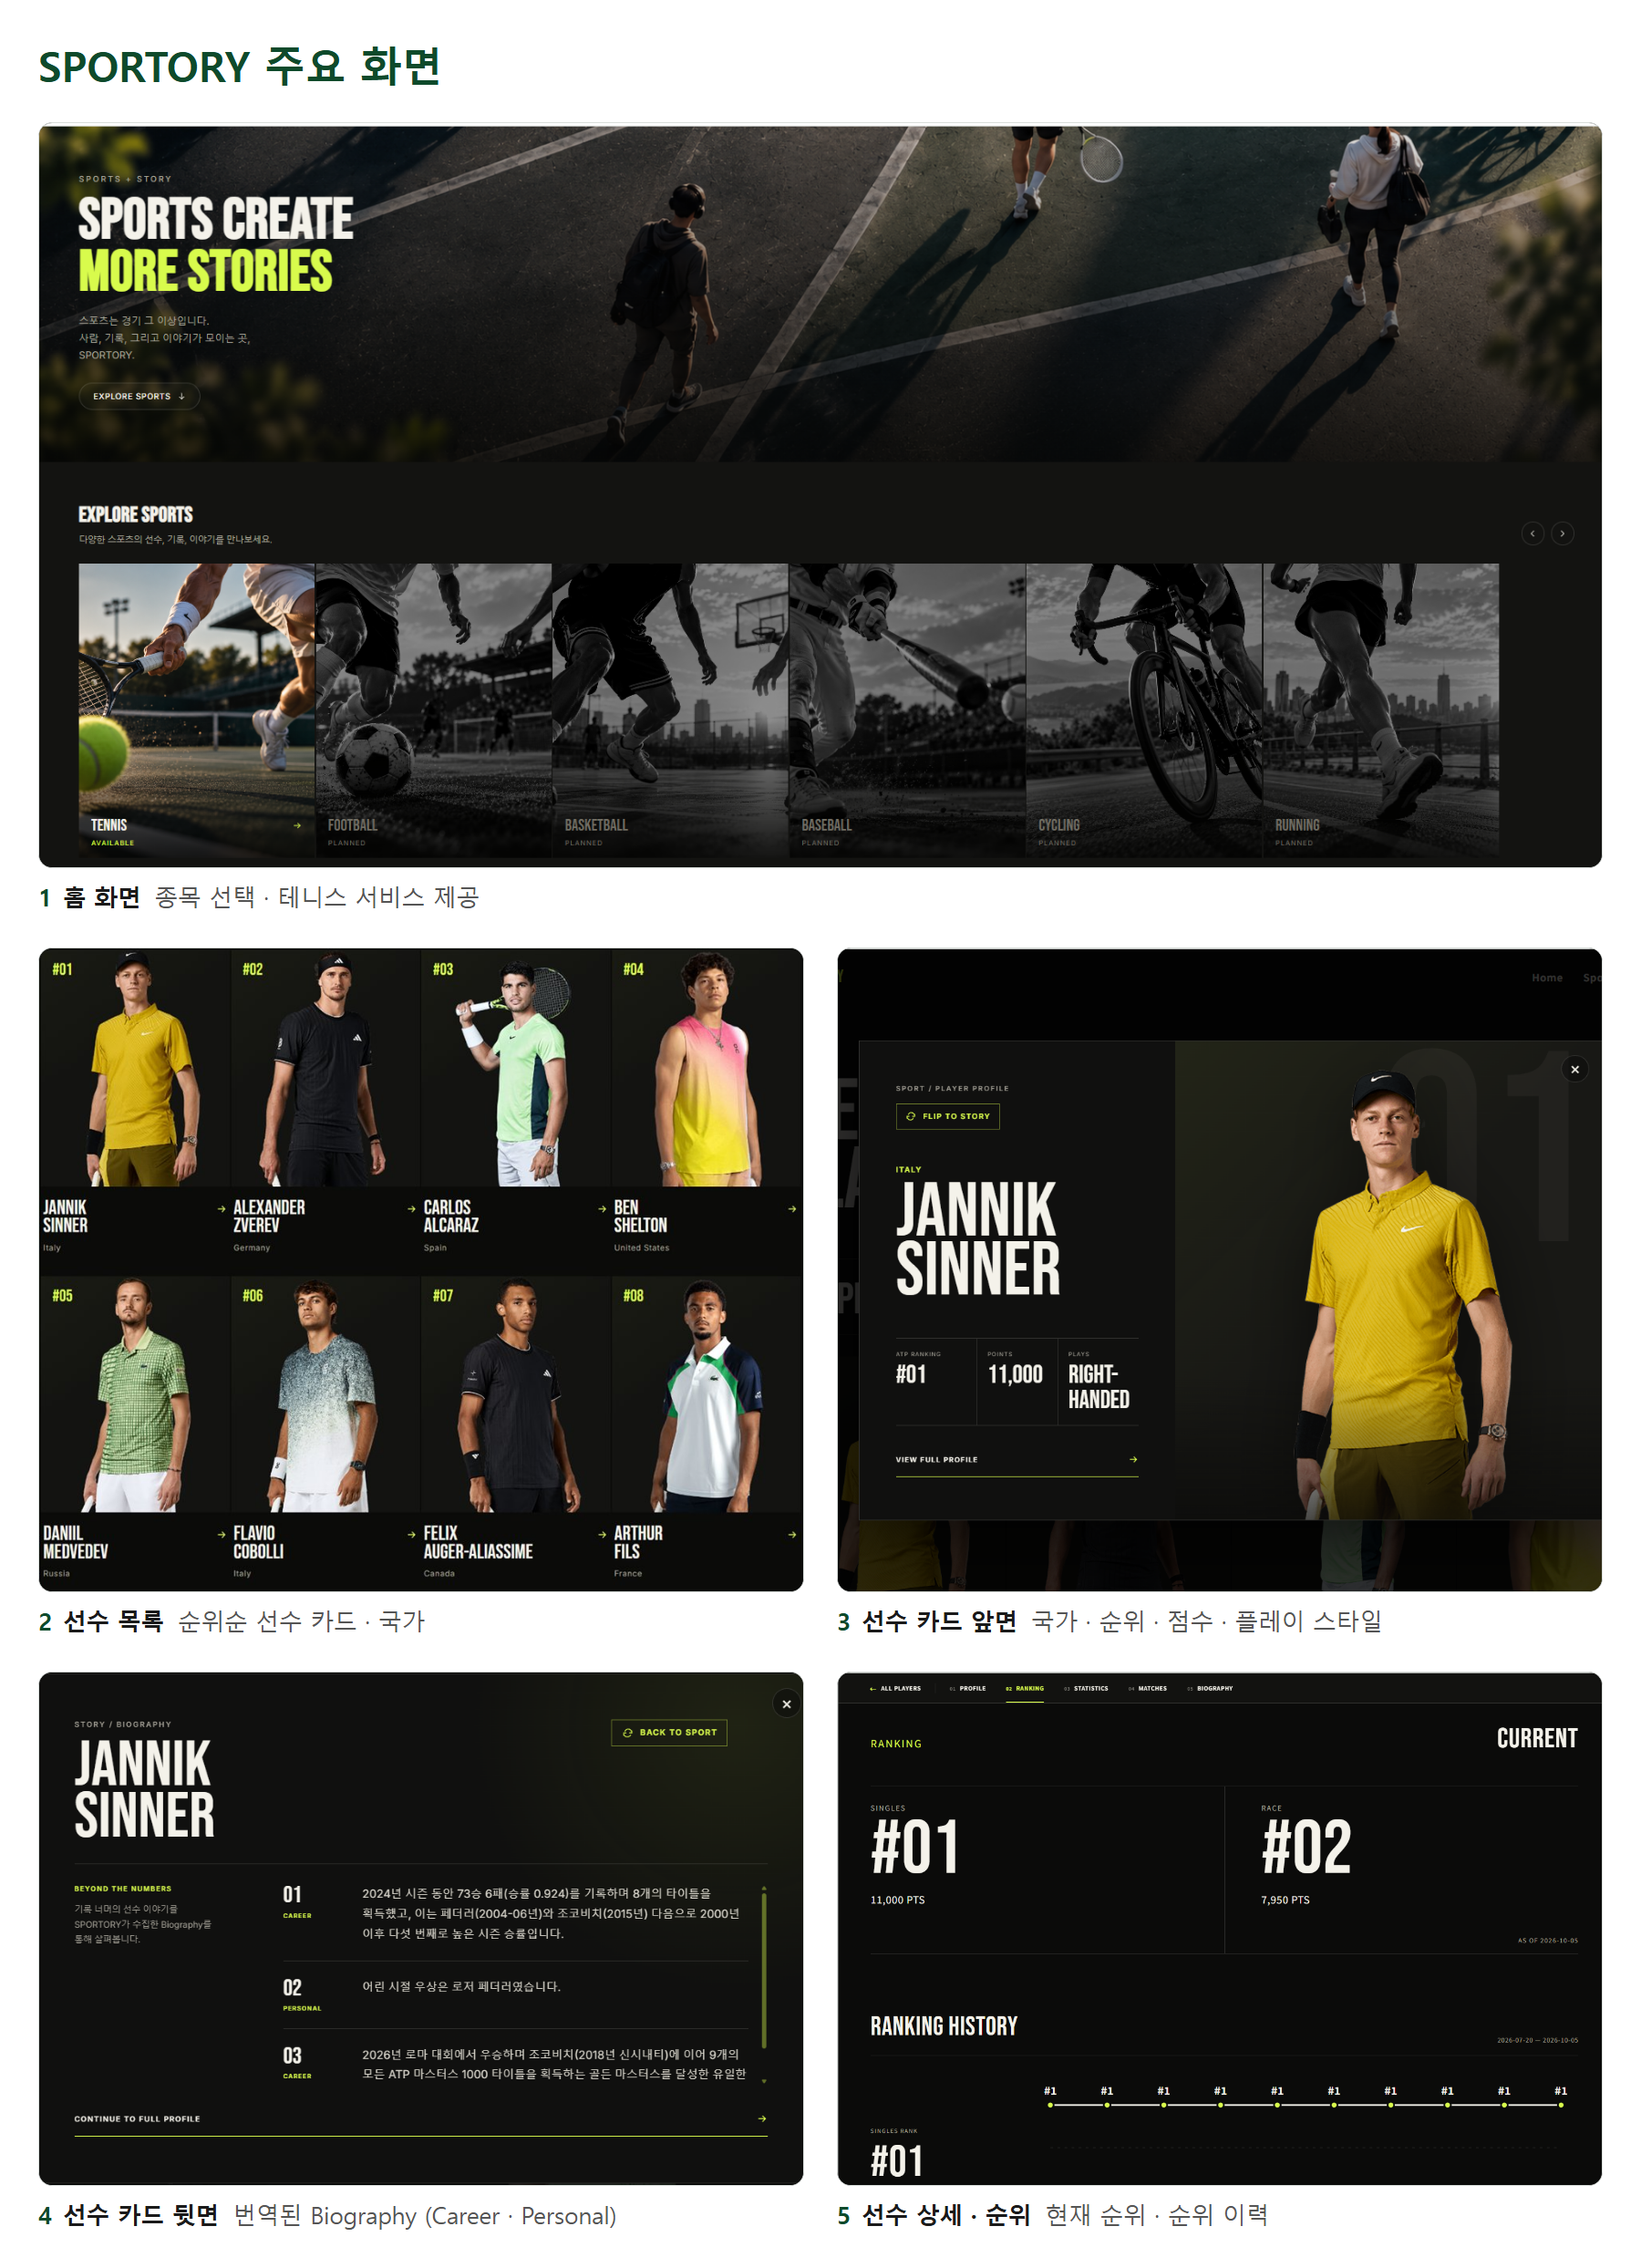 SPORTORY 주요 화면
SPORTS + STORY
SPORTS CREATE
MORE STORIES
스포츠는 경기 그 이상입니다.
사람, 기록, 그리고 이야기가 모이는 곳,
SPORTORY.
EXPLORE SPORTS ↓
EXPLORE SPORTS
다양한 스포츠의 선수, 기록, 이야기를 만나보세요.
TENNIS →
AVAILABLE
FOOTBALL
PLANNED
BASKETBALL
PLANNED
BASEBALL
PLANNED
CYCLING
PLANNED
RUNNING
PLANNED
1 홈 화면 종목 선택 · 테니스 서비스 제공
#01
JANNIK
SINNER
Italy
#02
ALEXANDER
ZVEREV
Germany
#03
CARLOS
ALCARAZ
Spain
#04
BEN
SHELTON
United States
#05
DANIIL
MEDVEDEV
Russia
#06
FLAVIO
COBOLLI
Italy
#07
FELIX
AUGER-ALIASSIME
Canada
#08
ARTHUR
FILS
France
2 선수 목록 순위순 선수 카드 · 국가
Home Spo
SPORT / PLAYER PROFILE
FLIP TO STORY
ITALY
JANNIK
SINNER
01
ATP RANKING
#01
POINTS
11,000
PLAYS
RIGHT-
HANDED
VIEW FULL PROFILE →
3 선수 카드 앞면 국가 · 순위 · 점수 · 플레이 스타일
STORY / BIOGRAPHY
BACK TO SPORT
JANNIK
SINNER
BEYOND THE NUMBERS
기록 너머의 선수 이야기를
SPORTORY가 수집한 Biography를
통해 살펴봅니다.
01
CAREER
2024년 시즌 동안 73승 6패(승률 0.924)를 기록하며 8개의 타이틀을
획득했고, 이는 페더러(2004-06년)와 조코비치(2015년) 다음으로 2000년
이후 다섯 번째로 높은 시즌 승률입니다.
02
PERSONAL
어린 시절 우상은 로저 페더러였습니다.
03
CAREER
2026년 로마 대회에서 우승하며 조코비치(2018년 신시내티)에 이어 9개의
모든 ATP 마스터스 1000 타이틀을 획득하는 골든 마스터스를 달성한 유일한
CONTINUE TO FULL PROFILE →
4 선수 카드 뒷면 번역된 Biography (Career · Personal)
← ALL PLAYERS 01 PROFILE 02 RANKING 03 STATISTICS 04 MATCHES 05 BIOGRAPHY
RANKING
CURRENT
SINGLES
#01
11,000 PTS
RACE
#02
7,950 PTS
AS OF 2026-10-05
RANKING HISTORY
2026-07-20 — 2026-10-05
#1 #1 #1 #1 #1 #1 #1 #1 #1 #1
SINGLES RANK
#01
5 선수 상세 · 순위 현재 순위 · 순위 이력